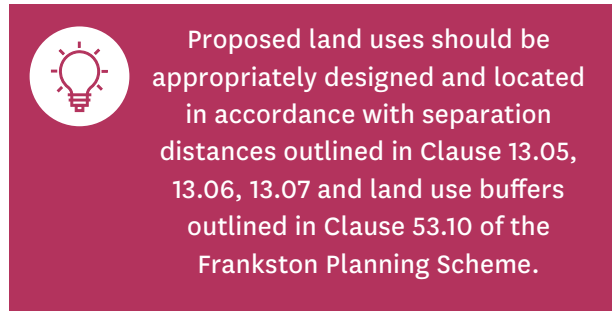 Proposed land uses should be
appropriately designed and located
in accordance with separation
distances outlined in Clause 13.05,
13.06, 13.07 and land use buffers
outlined in Clause 53.10 of the
Frankston Planning Scheme.